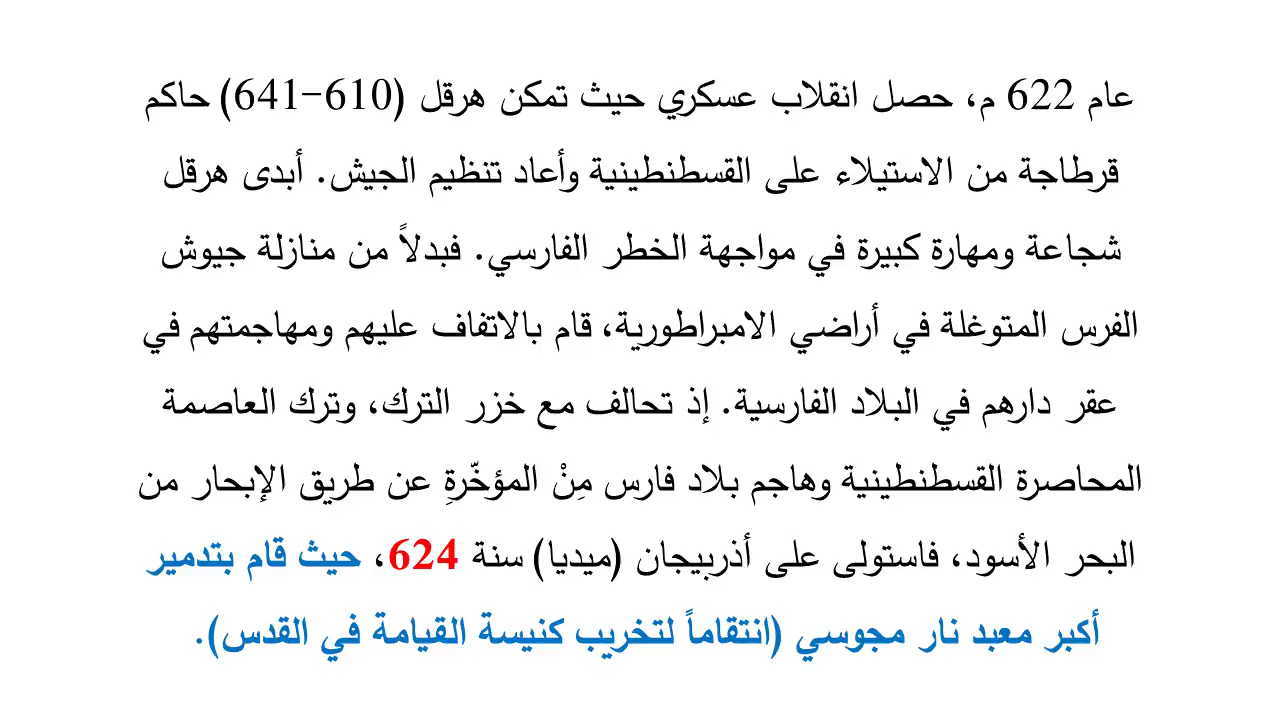 عام 622 م، حصل انقلاب عسكري حيث تمكن هرقل (610-641) حاكم
قرطاجة من الاستيلاء على القسطنطينية وأعاد تنظيم الجيش. أبدى هرقل
شجاعة ومهارة كبيرة في مواجهة الخطر الفارسي. فبدلاً من منازلة جيوش
الفرس المتوغلة في أراضي الامبراطورية، قام بالاتفاف عليهم ومهاجمتهم في
عقر دارهم في البلاد الفارسية. إذ تحالف مع خزر الترك، وترك العاصمة
المحاصرة القسطنطينية وهاجم بلاد فارس مِنْ المؤخّرةِ عن طريق الإبحار من
البحر الأسود، فاستولى على أذربيجان (ميديا) سنة 624، حيث قام بتدمير
أكبر معبد نار مجوسي (انتقاماً لتخريب كنيسة القيامة في القدس).